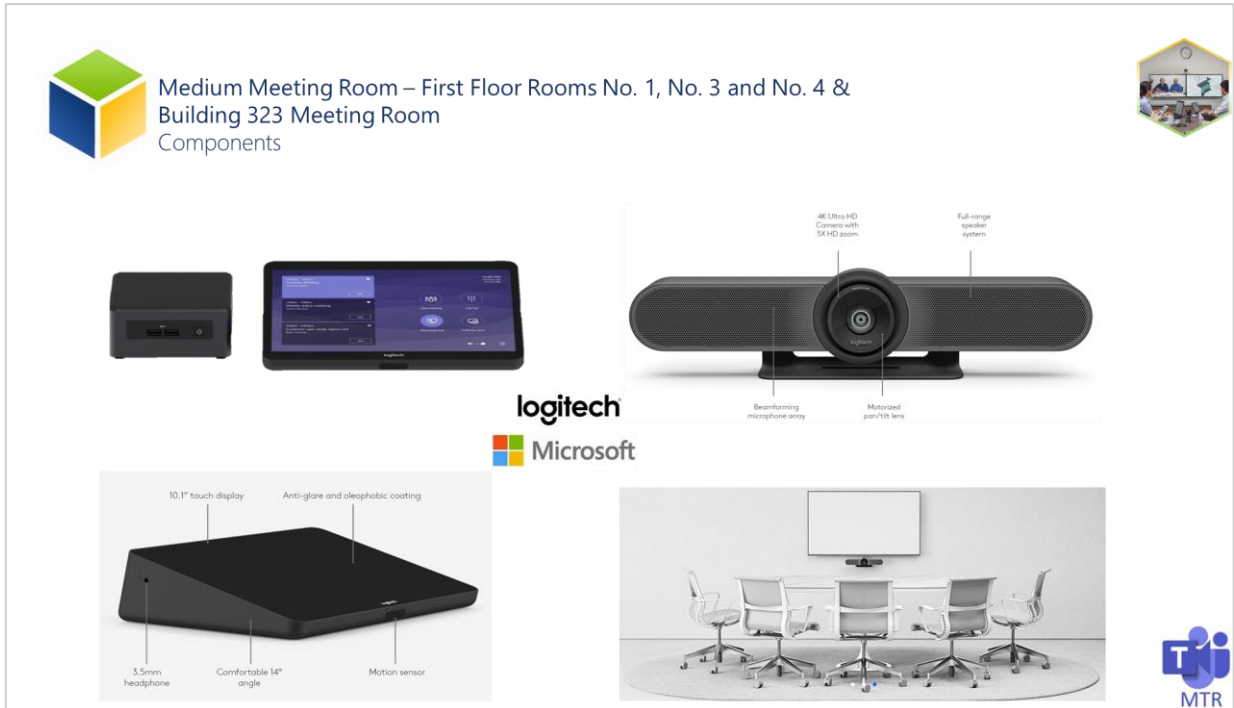 Medium Meeting Room – First Floor Rooms No. 1, No. 3 and No. 4 &
Building 323 Meeting Room
Components
4K Ultra HD
Camera with
5X HD zoom
Full-range
speaker
system
logitech
logitech
Beamforming
microphone array
Motorized
pan/tilt lens
logitech
Microsoft
10.1" touch display
Anti-glare and oleophobic coating
logitech
3.5mm
headphone
Comfortable 14°
angle
Motion sensor
T
MTR